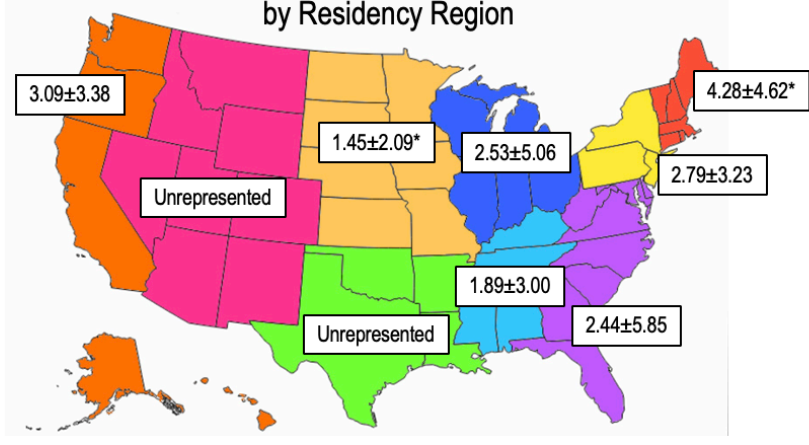 by Residency Region
3.09±3.38
4.28±4.62*
1.45±2.09*
2.53±5.06
2.79±3.23
Unrepresented
1.89±3.00
Unrepresented
2.44±5.85